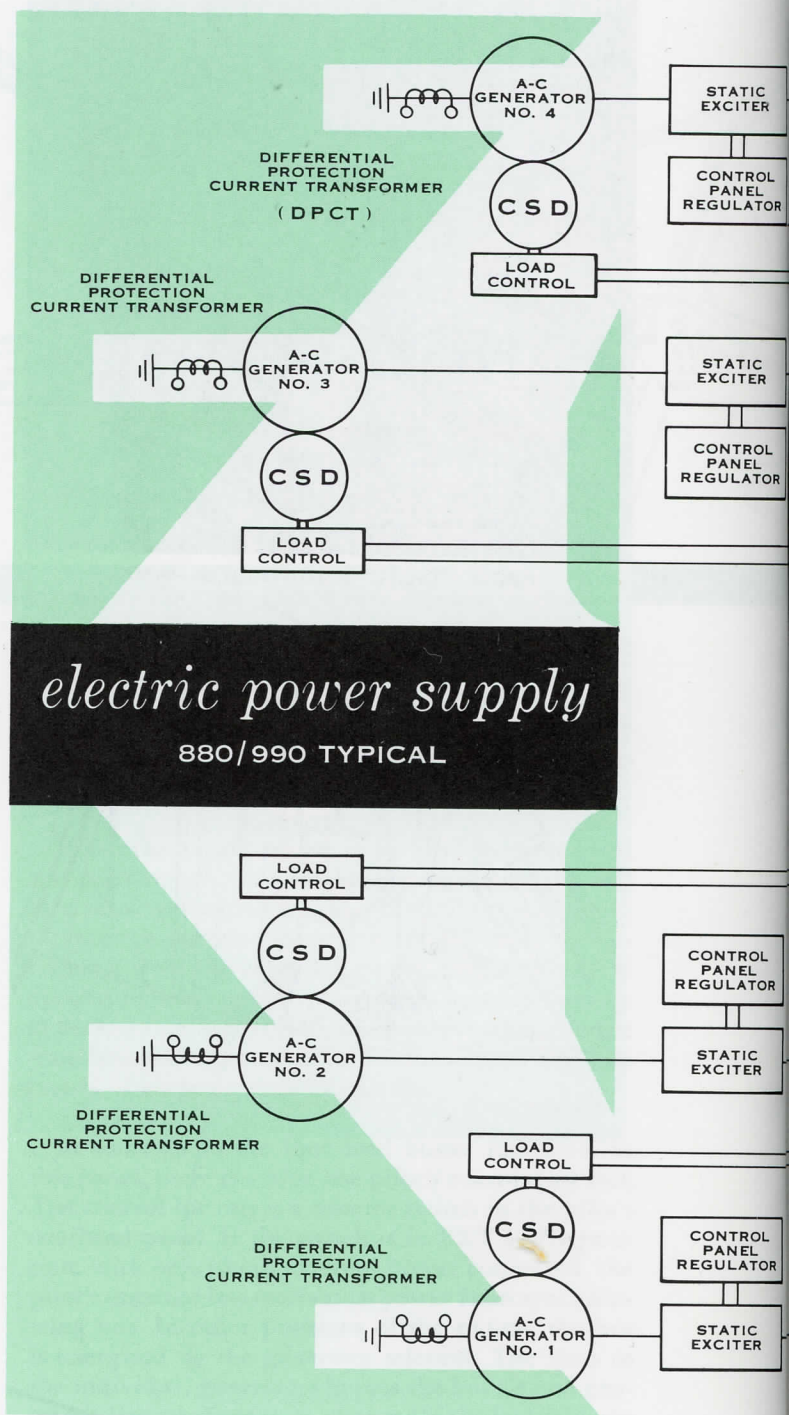 A-C
GENERATOR
NO. 4
STATIC
EXCITER
DIFFERENTIAL
PROTECTION
CURRENT TRANSFORMER
(DPCT)
CSD
CONTROL
PANEL
REGULATOR
LOAD
CONTROL
DIFFERENTIAL
PROTECTION
CURRENT TRANSFORMER
A-C
GENERATOR
NO. 3
STATIC
EXCITER
CSD
CONTROL
PANEL
REGULATOR
LOAD
CONTROL
electric power supply
880/990 TYPICAL
LOAD
CONTROL
CSD
CONTROL
PANEL
REGULATOR
A-C
GENERATOR
NO. 2
STATIC
EXCITER
DIFFERENTIAL
PROTECTION
CURRENT TRANSFORMER
LOAD
CONTROL
CSD
CONTROL
PANEL
REGULATOR
DIFFERENTIAL
PROTECTION
CURRENT TRANSFORMER
A-C
GENERATOR
NO. 1
STATIC
EXCITER